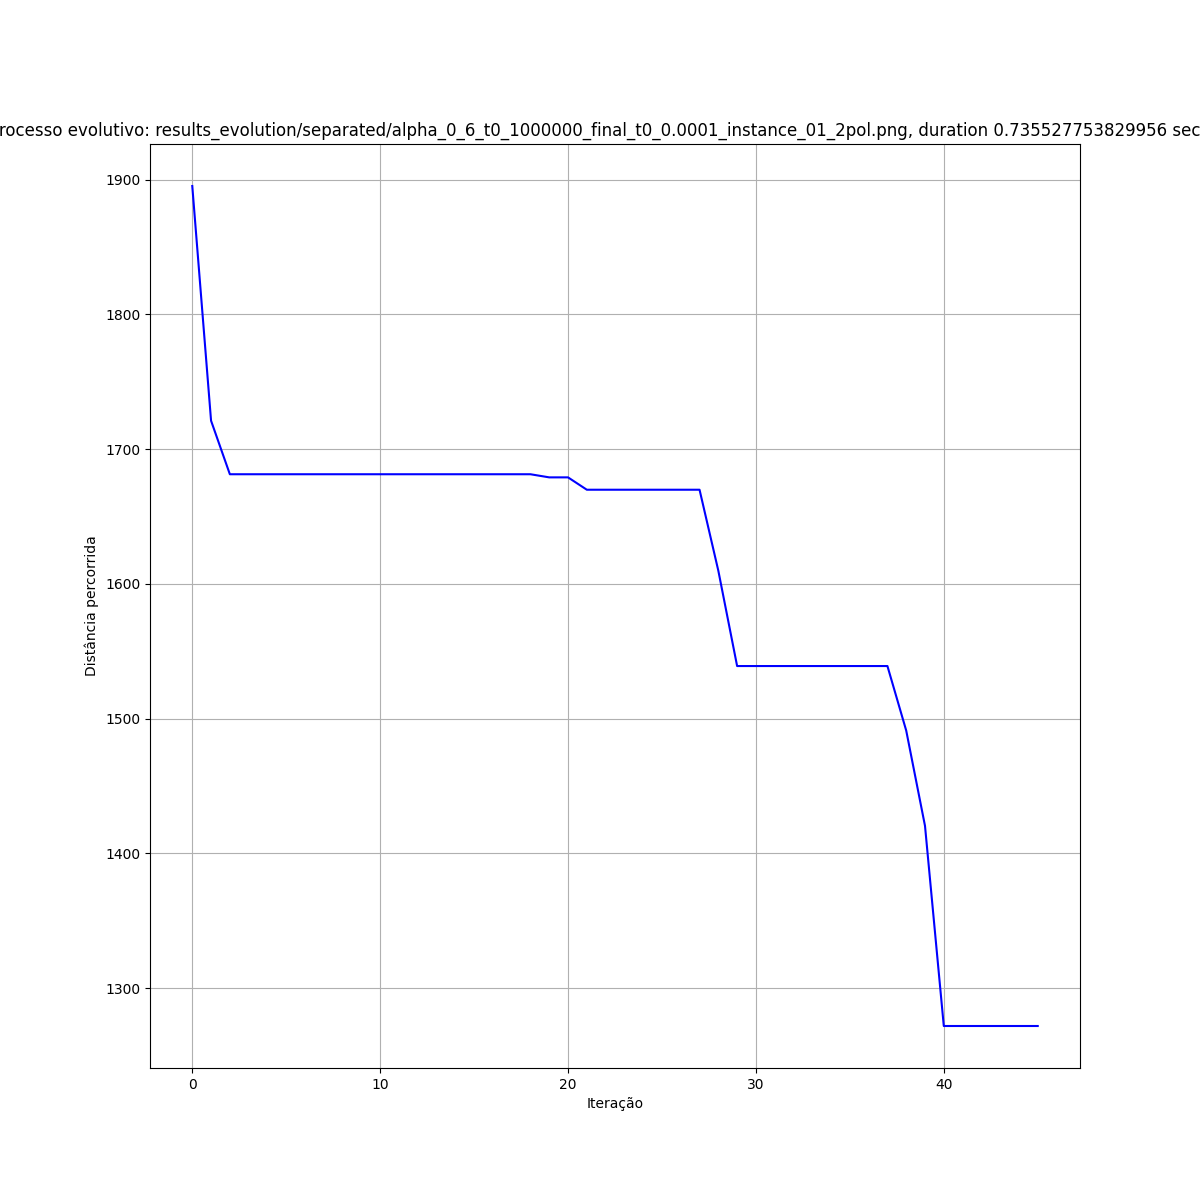 rocesso evolutivo: results_evolution/separated/alpha_0_6_t0_1000000_final_t0_0.0001_instance_01_2pol.png, duration 0.735527753829956 sec
1900
1800
1700
1600
1500
1400
1300
Distância percorrida
0 10 20 30 40
Iteração